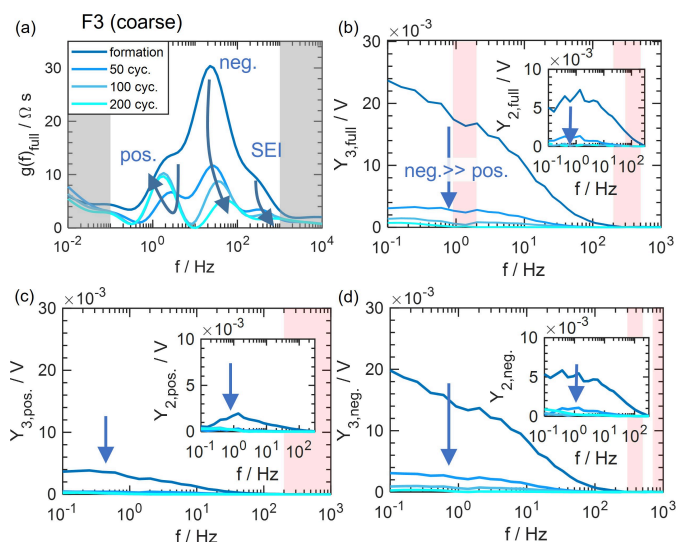 F3 (coarse)
(a)
formation
50 cyc.
100 cyc.
200 cyc.
neg.
pos.
SEI
g(f)full / Ω s
40
30
20
10
0
10⁻² 10⁰ 10² 10⁴
f / Hz
(b)
×10⁻³
Y3,full / V
30
20
10
0
neg.>> pos.
10⁻¹ 10⁰ 10¹ 10² 10³
f / Hz
×10⁻³
Y2,full / V
10
5
0
10⁻¹ 10⁰ 10¹ 10²
f / Hz
(c)
×10⁻³
Y3,pos. / V
30
20
10
0
10⁻¹ 10⁰ 10¹ 10² 10³
f / Hz
×10⁻³
Y2,pos. / V
10
5
0
10⁻¹ 10⁰ 10¹ 10²
f / Hz
(d)
×10⁻³
Y3,neg. / V
30
20
10
0
10⁻¹ 10⁰ 10¹ 10² 10³
f / Hz
×10⁻³
Y2,neg. / V
10
5
0
10⁻¹ 10⁰ 10¹ 10²
f / Hz